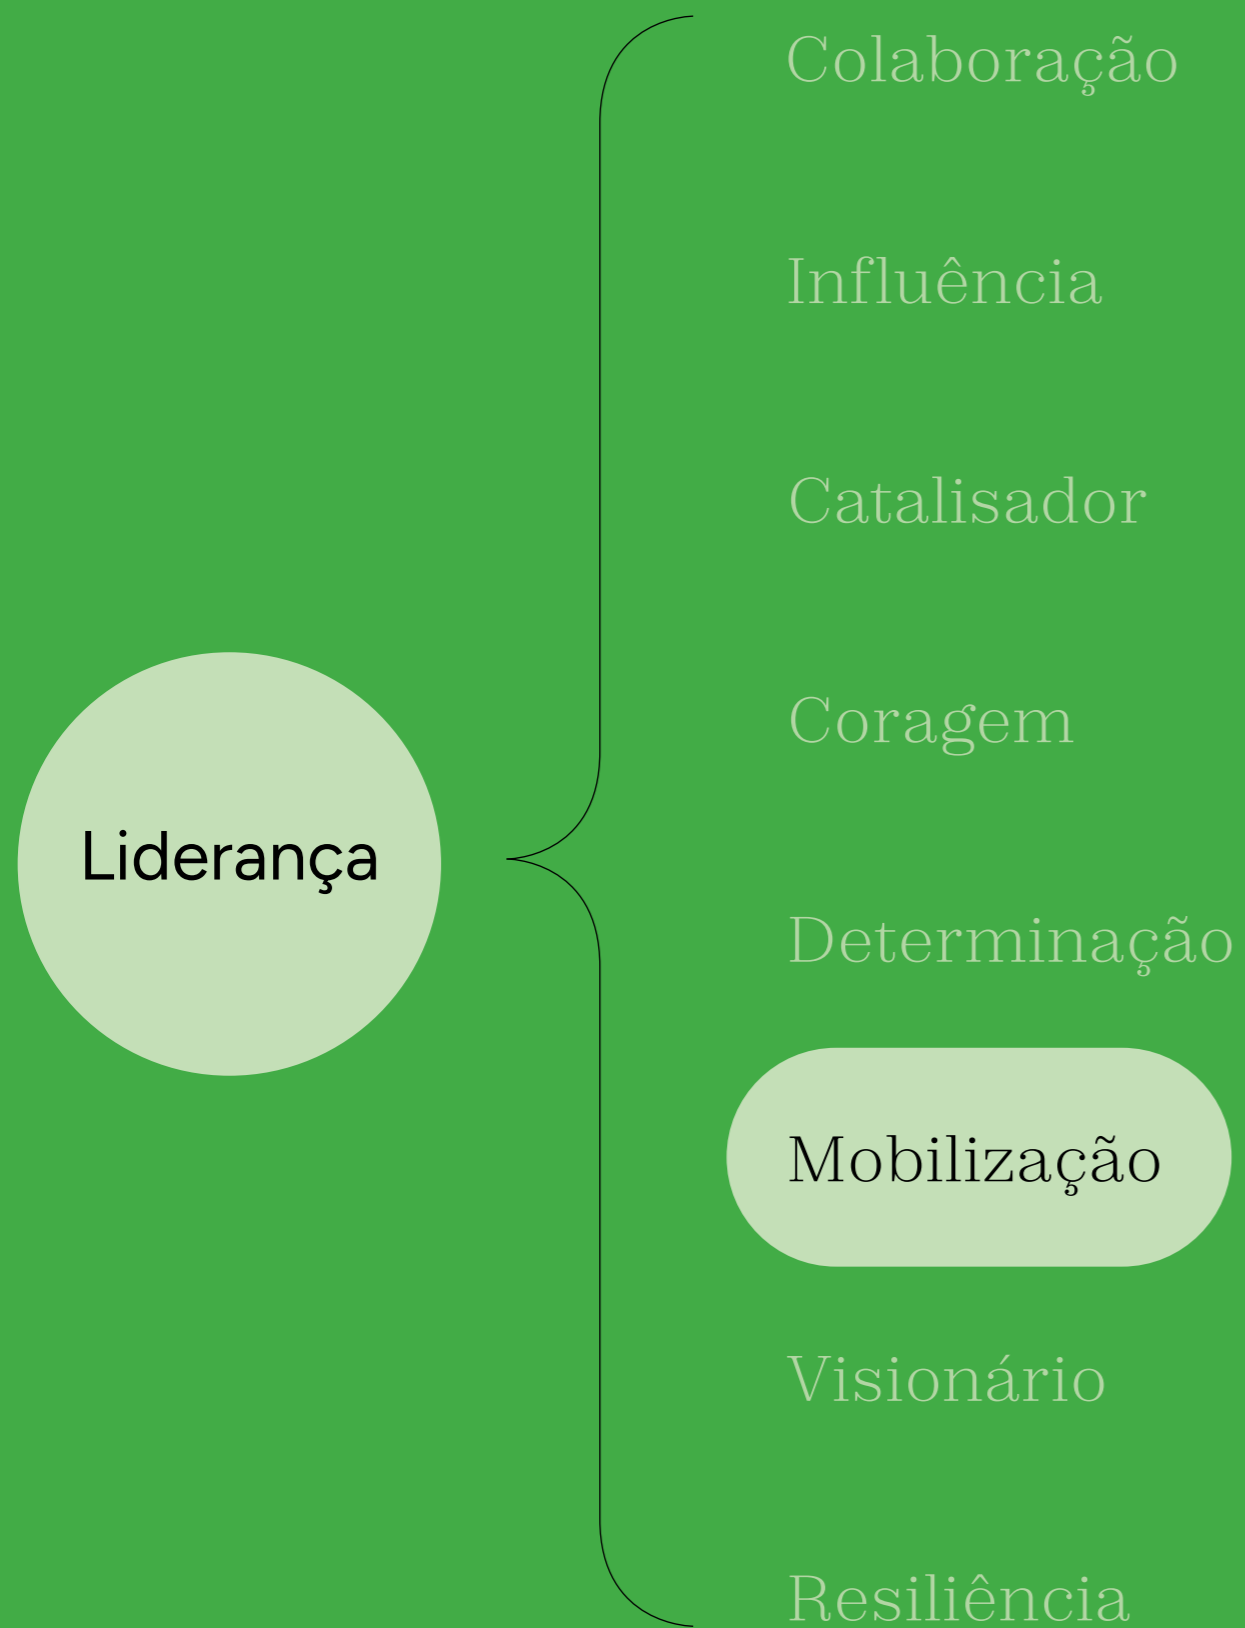 Liderança
Colaboração
Influência
Catalisador
Coragem
Determinação
Mobilização
Visionário
Resiliência